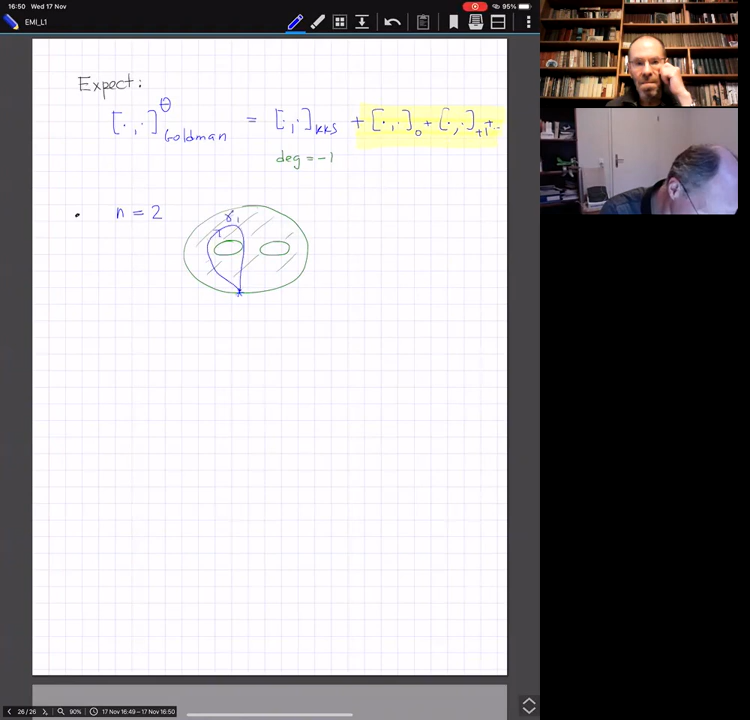 16:50 Wed 17 Nov
95%
EMI_L1
Expect:
[·,·]^θ_Goldman = [·,·]_KKS + [·,·]_0 + [·,·]_+1 + ...
deg = -1
· n = 2
γ_1
26/26 90% 17 Nov 16:49 – 17 Nov 16:50